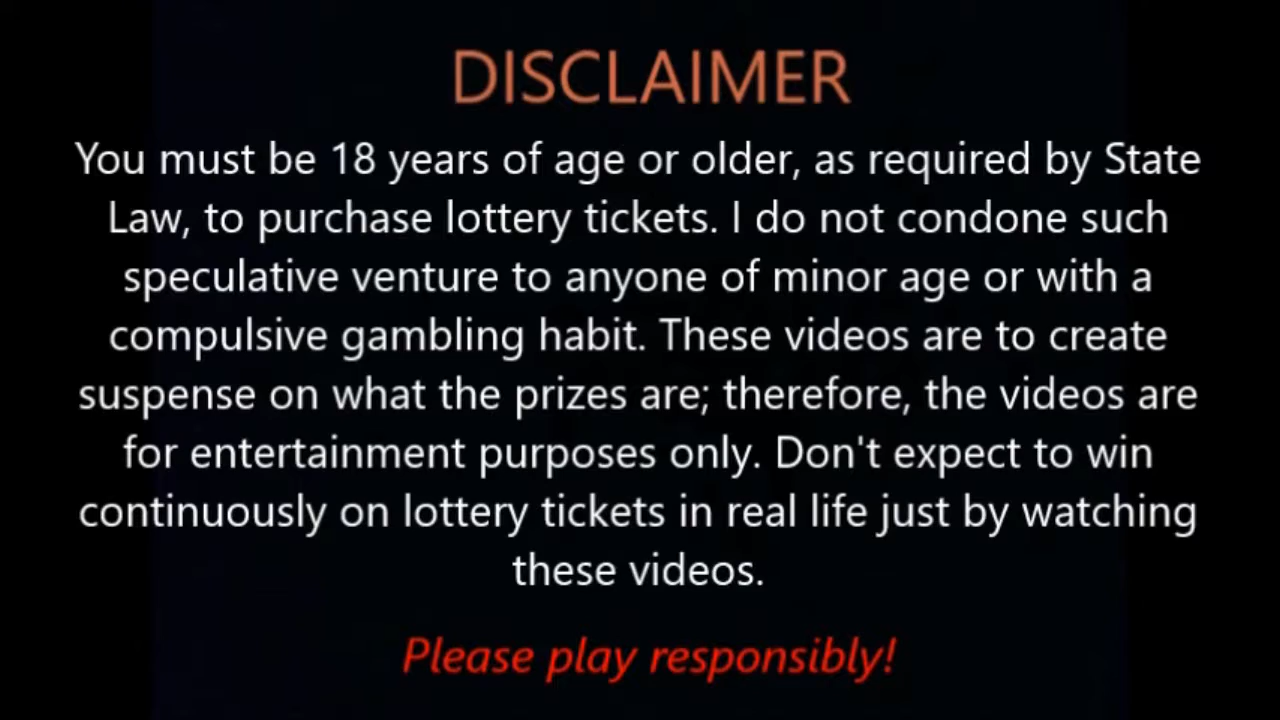 DISCLAIMER
You must be 18 years of age or older, as required by State
Law, to purchase lottery tickets. I do not condone such
speculative venture to anyone of minor age or with a
compulsive gambling habit. These videos are to create
suspense on what the prizes are; therefore, the videos are
for entertainment purposes only. Don't expect to win
continuously on lottery tickets in real life just by watching
these videos.
Please play responsibly!